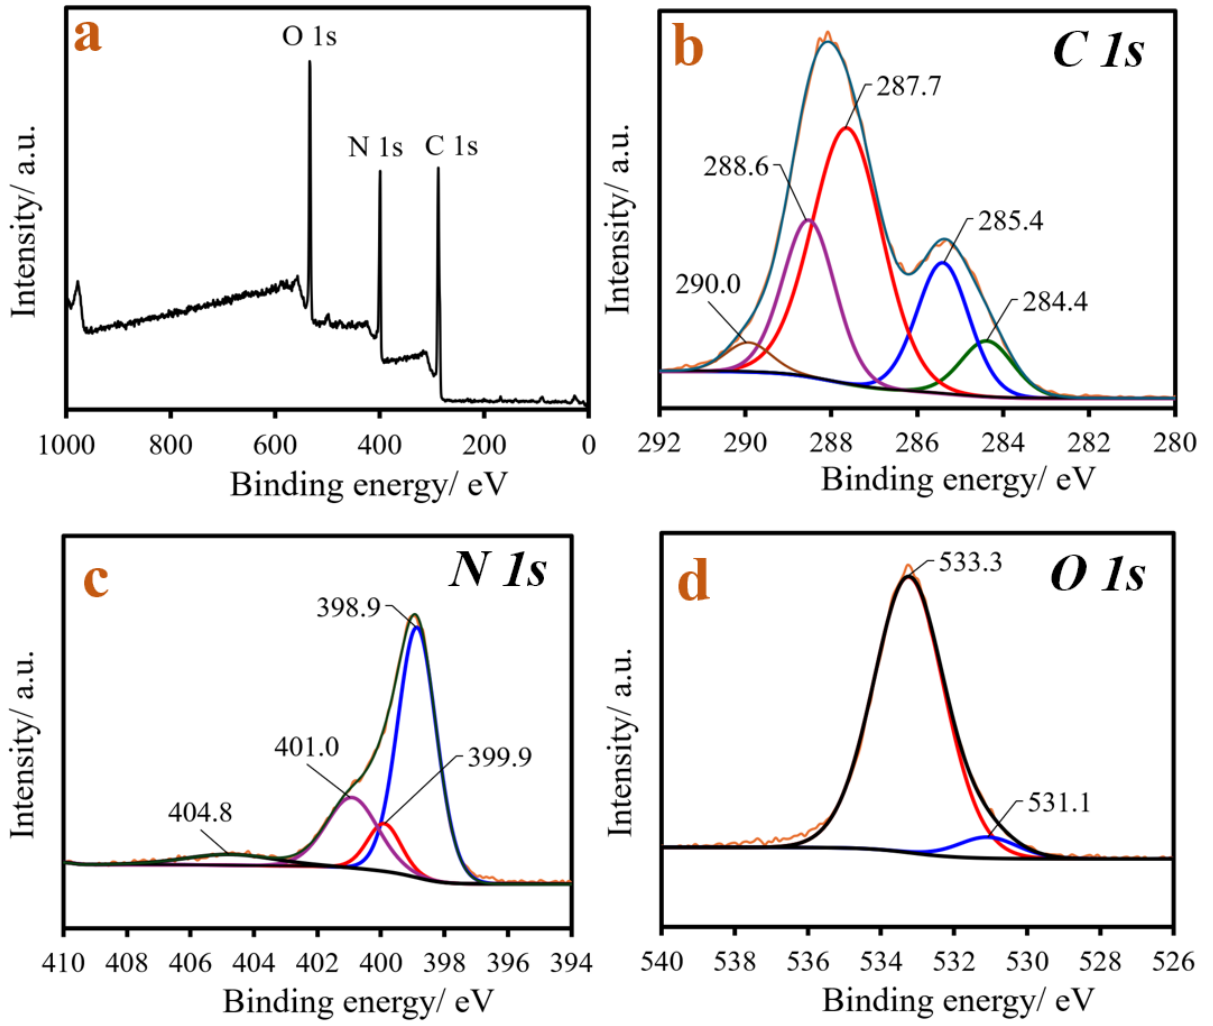 a
O 1s
N 1s
C 1s
Intensity/ a.u.
1000 800 600 400 200 0
Binding energy/ eV
b
C 1s
287.7
288.6
285.4
290.0
284.4
Intensity/ a.u.
292 290 288 286 284 282 280
Binding energy/ eV
c
N 1s
398.9
401.0
399.9
404.8
Intensity/ a.u.
410 408 406 404 402 400 398 396 394
Binding energy/ eV
d
O 1s
533.3
531.1
Intensity/ a.u.
540 538 536 534 532 530 528 526
Binding energy/ eV